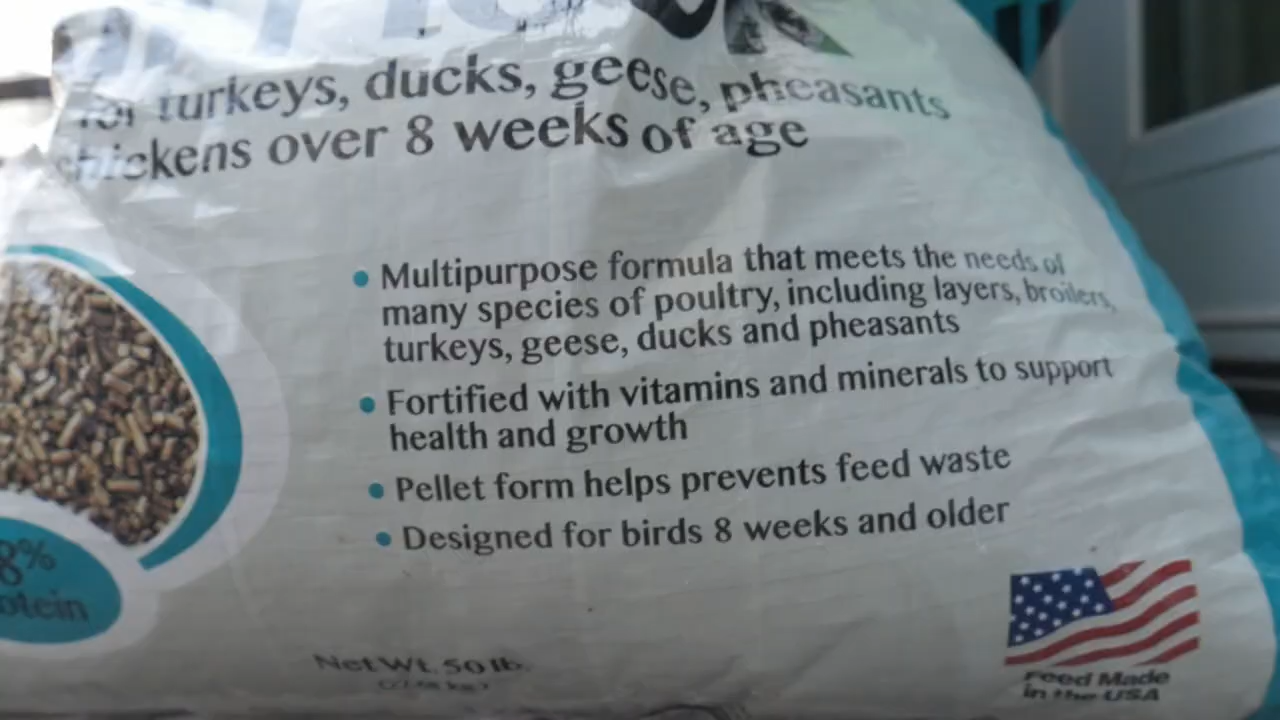 for turkeys, ducks, geese, pheasants
chickens over 8 weeks of age
• Multipurpose formula that meets the needs of
many species of poultry, including layers, broilers,
turkeys, geese, ducks and pheasants
• Fortified with vitamins and minerals to support
health and growth
• Pellet form helps prevents feed waste
• Designed for birds 8 weeks and older
8%
otein
Net Wt. 50 lb.
Feed Made
in the USA